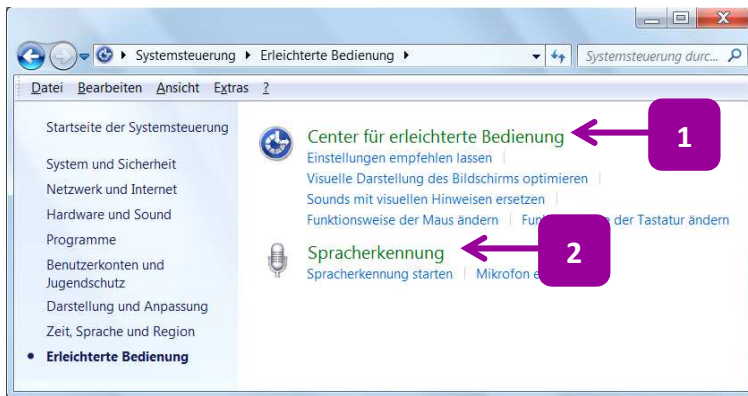 Systemsteuerung Erleichterte Bedienung
Systemsteuerung durc...
Datei Bearbeiten Ansicht Extras ?
Startseite der Systemsteuerung
System und Sicherheit
Netzwerk und Internet
Hardware und Sound
Programme
Benutzerkonten und
Jugendschutz
Darstellung und Anpassung
Zeit, Sprache und Region
Erleichterte Bedienung
Center für erleichterte Bedienung
1
Einstellungen empfehlen lassen
Visuelle Darstellung des Bildschirms optimieren
Sounds mit visuellen Hinweisen ersetzen
Funktionsweise der Maus ändern der Tastatur ändern
Spracherkennung
2
Spracherkennung starten Mikrofon